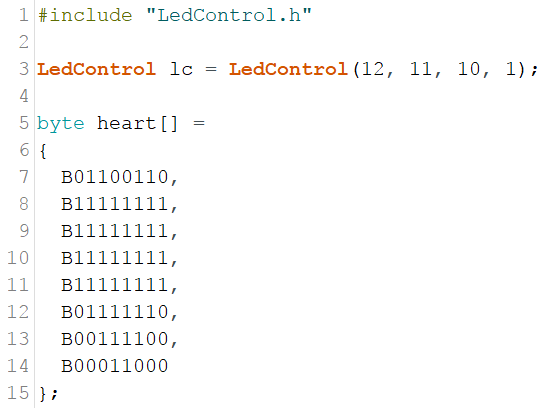 1 #include "LedControl.h"
2
3 LedControl lc = LedControl(12, 11, 10, 1);
4
5 byte heart[] =
6 {
7   B01100110,
8   B11111111,
9   B11111111,
10   B11111111,
11   B11111111,
12   B01111110,
13   B00111100,
14   B00011000
15 };